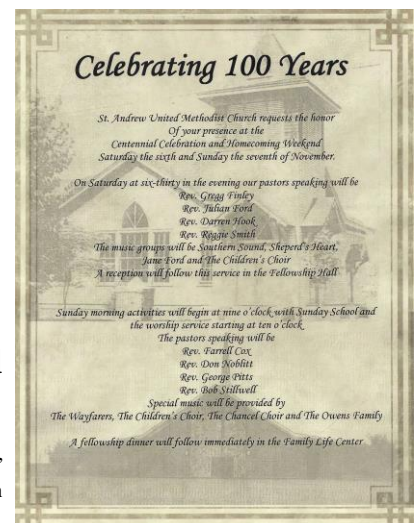 Celebrating 100 Years
St. Andrew United Methodist Church requests the honor
Of your presence at the
Centennial Celebration and Homecoming Weekend
Saturday the sixth and Sunday the seventh of November.
On Saturday at six-thirty in the evening our pastors speaking will be
Rev. Gregg Finley
Rev. Julian Ford
Rev. Darren Hook
Rev. Reggie Smith
The music groups will be Southern Sound, Sheperd's Heart,
Jane Ford and The Children's Choir
A reception will follow this service in the Fellowship Hall
Sunday morning activities will begin at nine o'clock with Sunday School and
the worship service starting at ten o'clock
The pastors speaking will be
Rev. Farrell Cox
Rev. Don Noblitt
Rev. George Pitts
Rev. Bob Stillwell
Special music will be provided by
The Wayfarers, The Children's Choir, The Chancel Choir and The Owens Family
A fellowship dinner will follow immediately in the Family Life Center